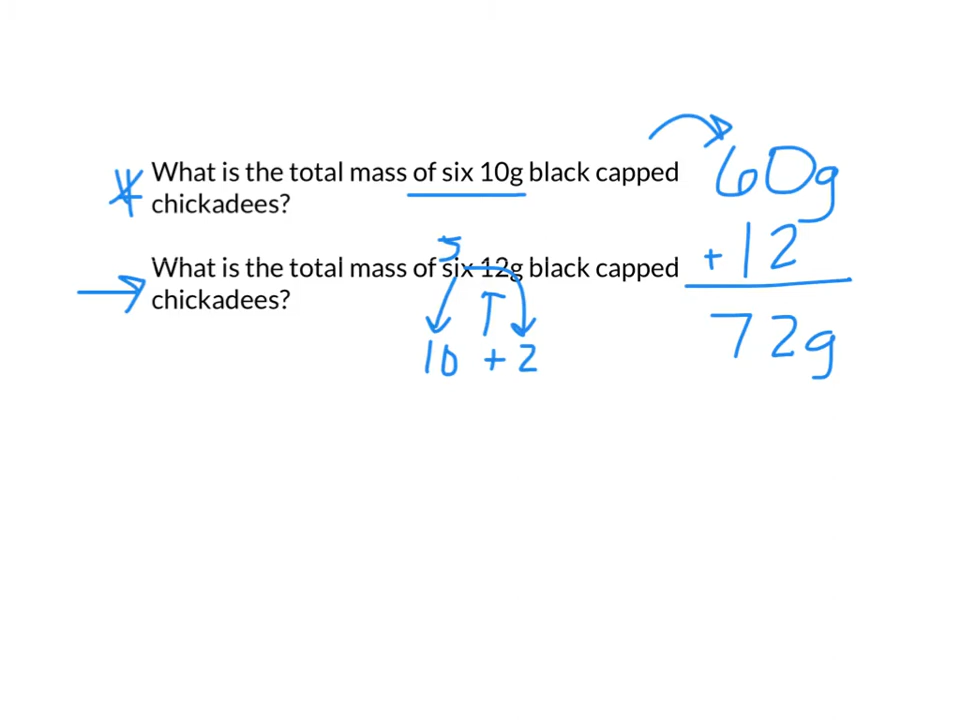 What is the total mass of six 10g black capped
chickadees?
60g
+ 12
72g
What is the total mass of six 12g black capped
chickadees?
10 + 2